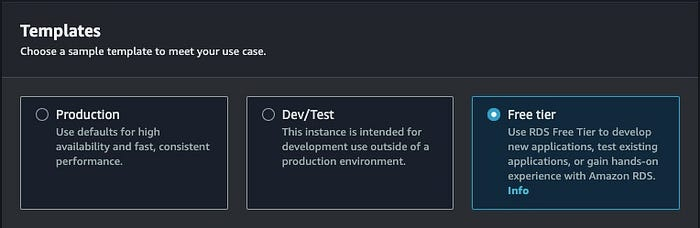 Templates
Choose a sample template to meet your use case.
Production
Use defaults for high
availability and fast, consistent
performance.
Dev/Test
This instance is intended for
development use outside of a
production environment.
Free tier
Use RDS Free Tier to develop
new applications, test existing
applications, or gain hands-on
experience with Amazon RDS.
Info